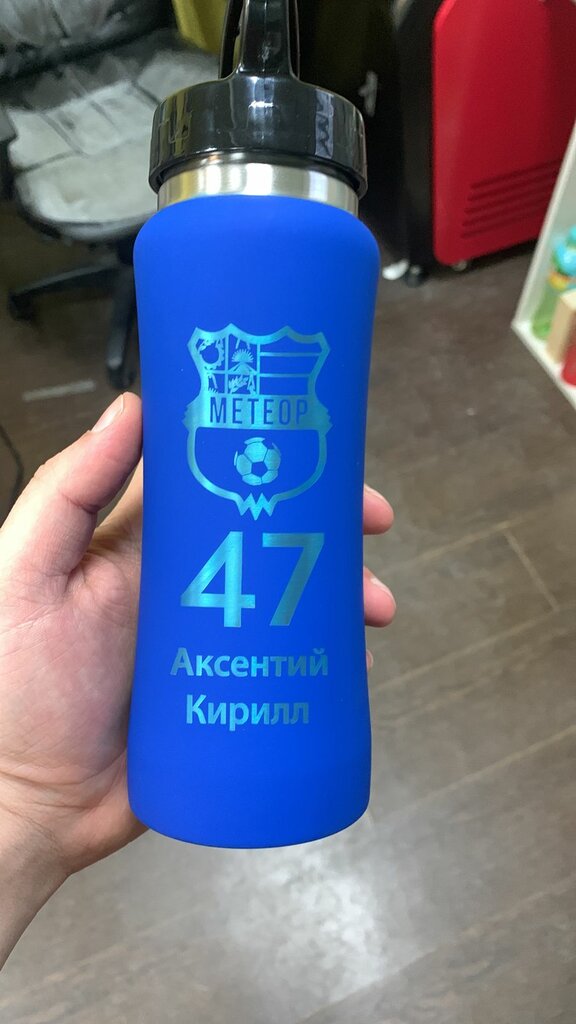 МЕТЕОР
47
Аксентий
Кирилл